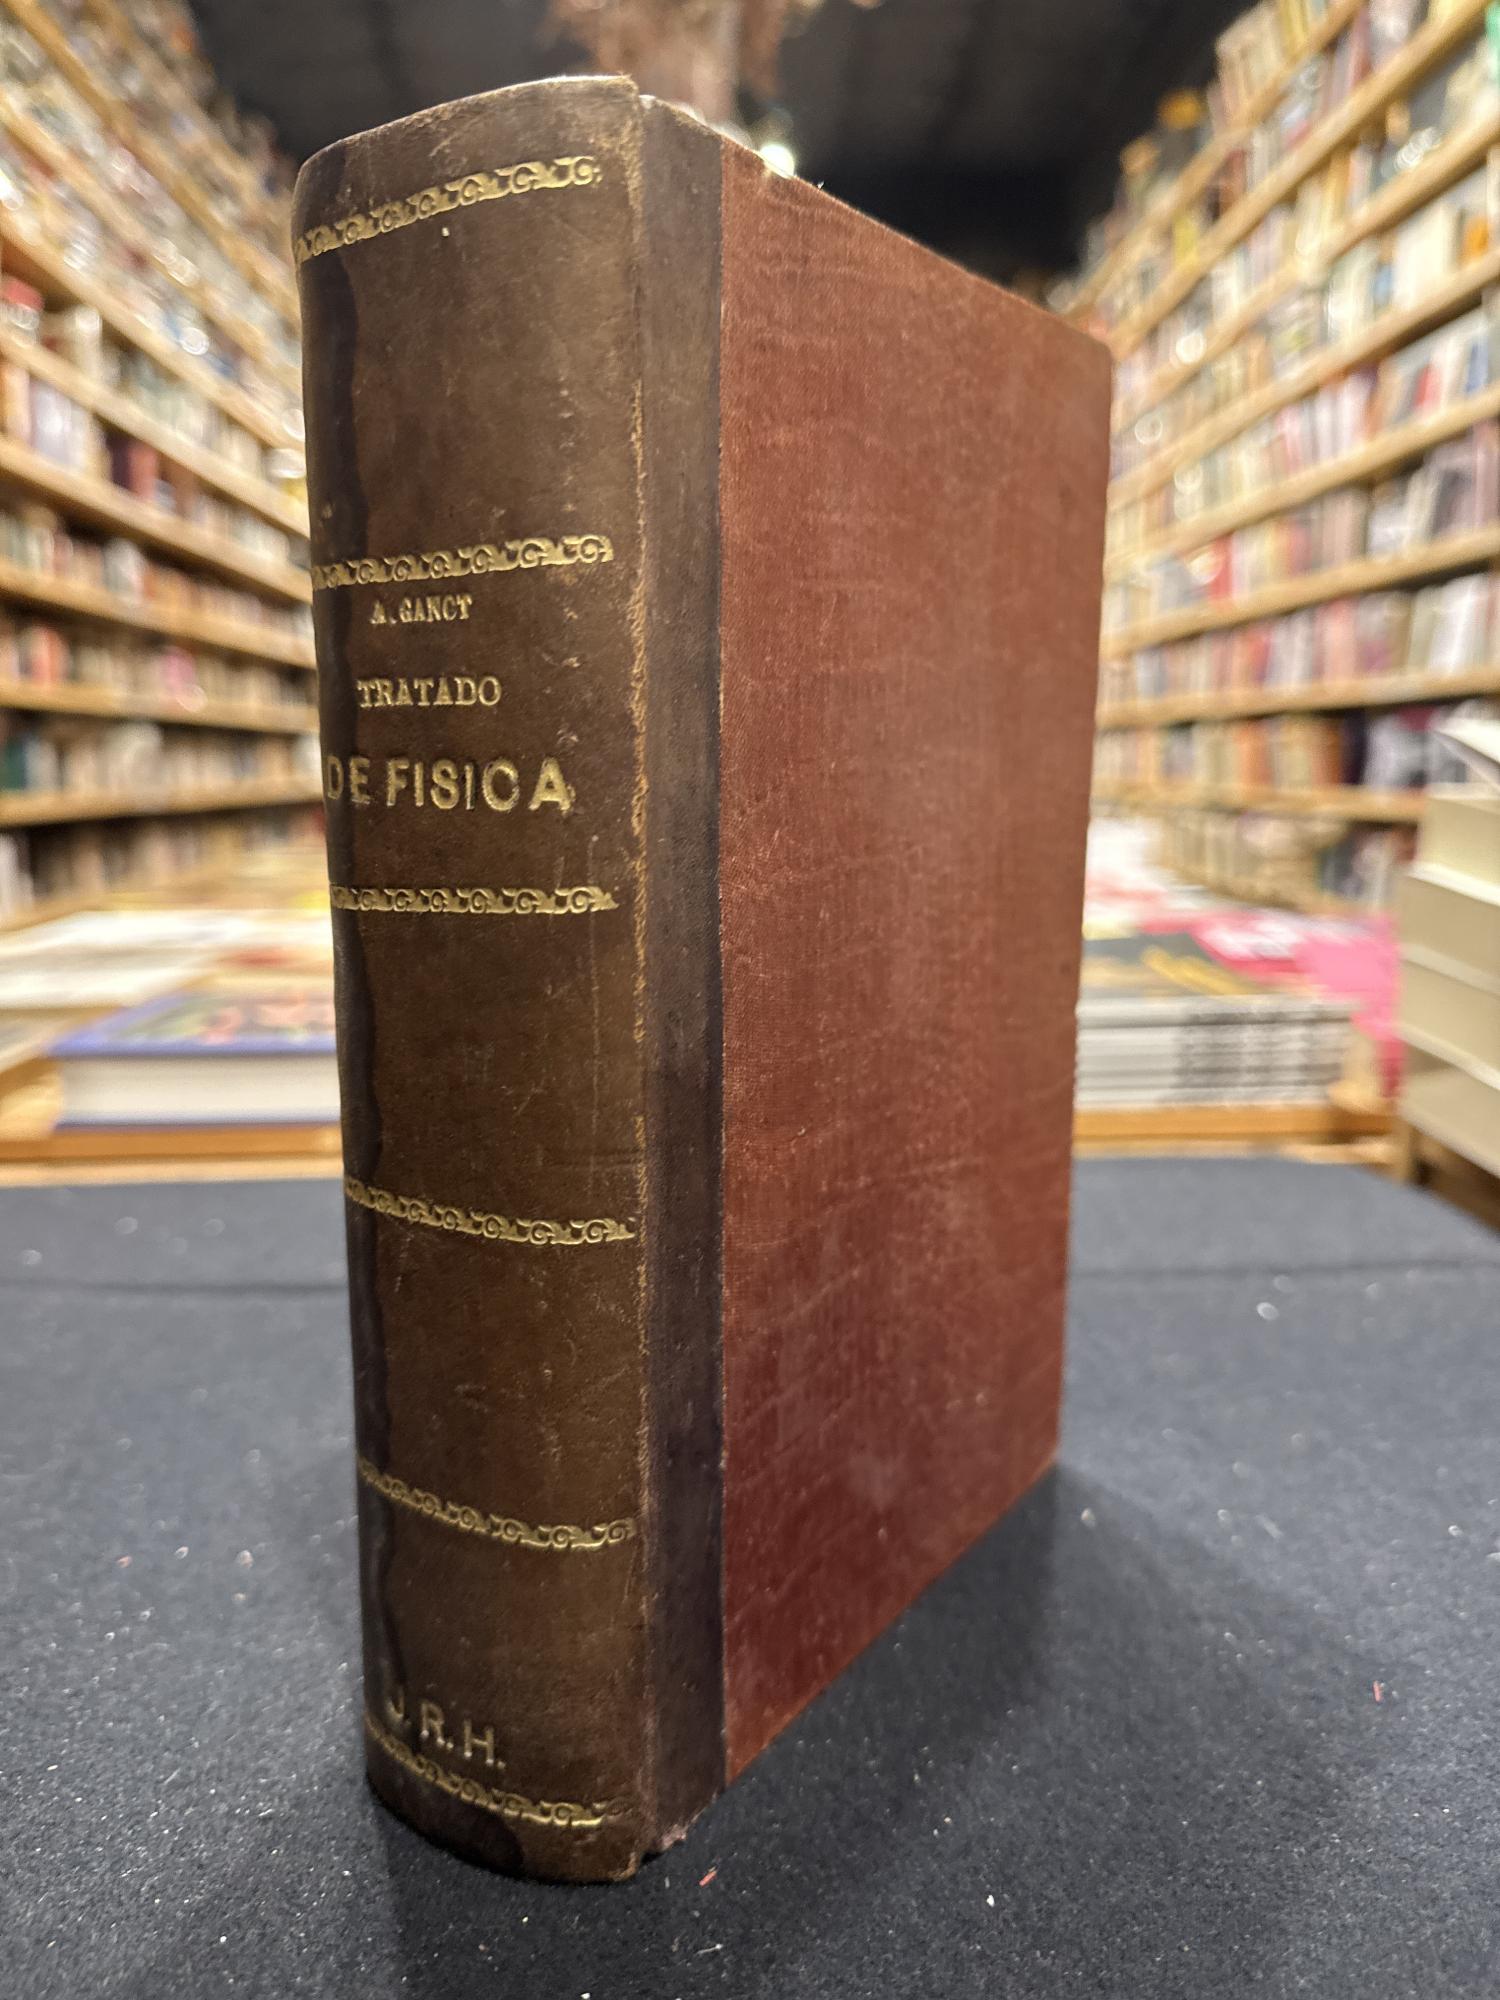 A. GANOT
TRATADO
DE FISICA
J.R.H.